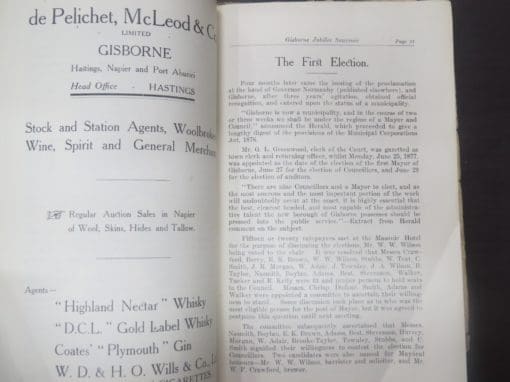 de Pelichet, McLeod & Co
LIMITED
GISBORNE
Hastings, Napier and Port Ahuriri
Head Office - HASTINGS
Stock and Station Agents, Woolbrok
Wine, Spirit and General Merchan
Regular Auction Sales in Napier
of Wool, Skins, Hides and Tallow.
Agents—
"Highland Nectar" Whisky
"D.C.L." Gold Label Whisky
Coates' "Plymouth" Gin
W. D. & H. O. Wills & Co., L
CIGARETTES
Gisborne Jubilee Souvenir
Page
The First Election.
Four months later came the issuing of the proclamation
at the hand of Governor Normanby (published elsewhere), and
Gisborne, after three years' agitation, obtained official
recognition, and entered upon the status of a municipality.
"Gisborne is now a municipality, and in the course of two
or three weeks we shall be under the regime of a Mayor and
Council," announced the Herald, which proceeded to give a
lengthy digest of the provisions of the Municipal Corporations
Act, 1876.
Mr. G. L. Greenwood, clerk of the Court, was gazetted as
town clerk and returning officer, whilst Monday, June 25, 1877,
was appointed as the date of the election of the first Mayor of
Gisborne, June 27 for the election of Councillors, and June 29
for the election of auditors.
"There are nine Councillors and a Mayor to elect, and as
the most onerous and the most important portion of the work
will undoubtedly occur at the onset, it is highly essential that
the best, clearest headed, and most capable of the administra-
tive talent the new borough of Gisborne possesses should be
pressed into the public service."—Extract from Herald
comment on the subject.
Fifteen or twenty ratepayers met at the Masonic Hotel
for the purpose of discussing the elections, Mr. W. W. Wilson
being voted to the chair. It was resolved that Messrs Craw-
ford, Berry, E. K. Brown, W. W. Wilson, Stubbs, W. Teat, C.
Smith, J. R. Morgan, W. Adair, J. Townley, J. A. Wilson,
Taylor, Nasmith, Boylan, Adams, Best, Stevenson, Walker,
Tucker and R. Kelly were fit and proper persons to hold seats
in the Council. Messrs. Smith, Adams and
Walker were appointed a committee to ascertain their willing-
ness to stand. Some discussion took place as to who was the
most eligible person for the post of Mayor, but it was agreed to
postpone this question until next meeting.
The committee subsequently ascertained that Messrs.
Nasmith, Boylan, E. K. Brown, Adams, Best, Stevenson, Harvey,
Morgan, W. Adair, Townley, Stubbs, and C.
Smith signified their willingness to contest the election for
Councillors. Two candidates were also named for Mayoral
honours—Mr. W. W. Wilson, barrister and solicitor, and Mr.
W. F. Crawford, brewer.